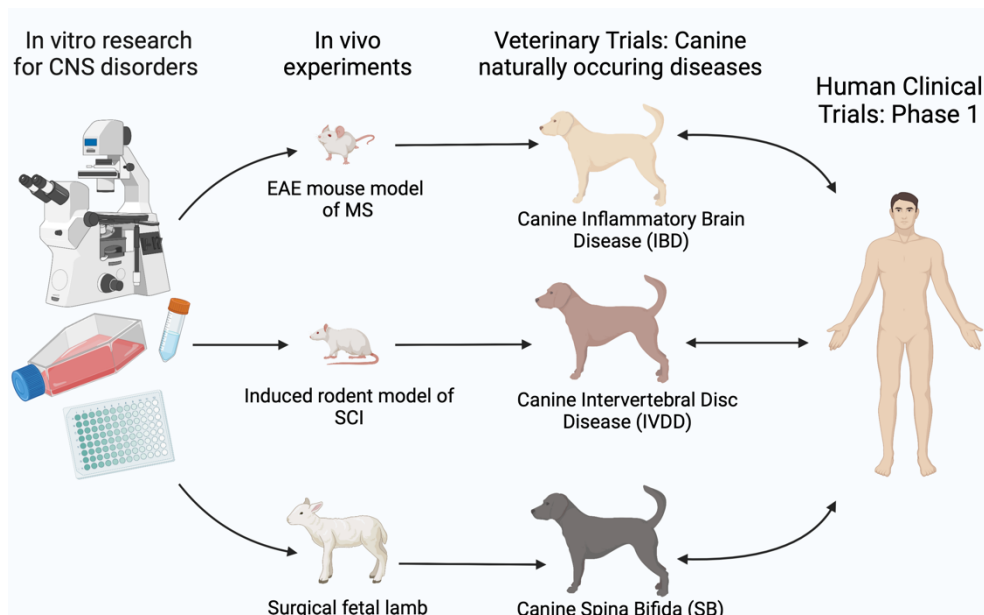 In vitro research
for CNS disorders
In vivo
experiments
Veterinary Trials: Canine
naturally occuring diseases
Human Clinical
Trials: Phase 1
EAE mouse model
of MS
Canine Inflammatory Brain
Disease (IBD)
Induced rodent model of
SCI
Canine Intervertebral Disc
Disease (IVDD)
Surgical fetal lamb
Canine Spina Bifida (SB)